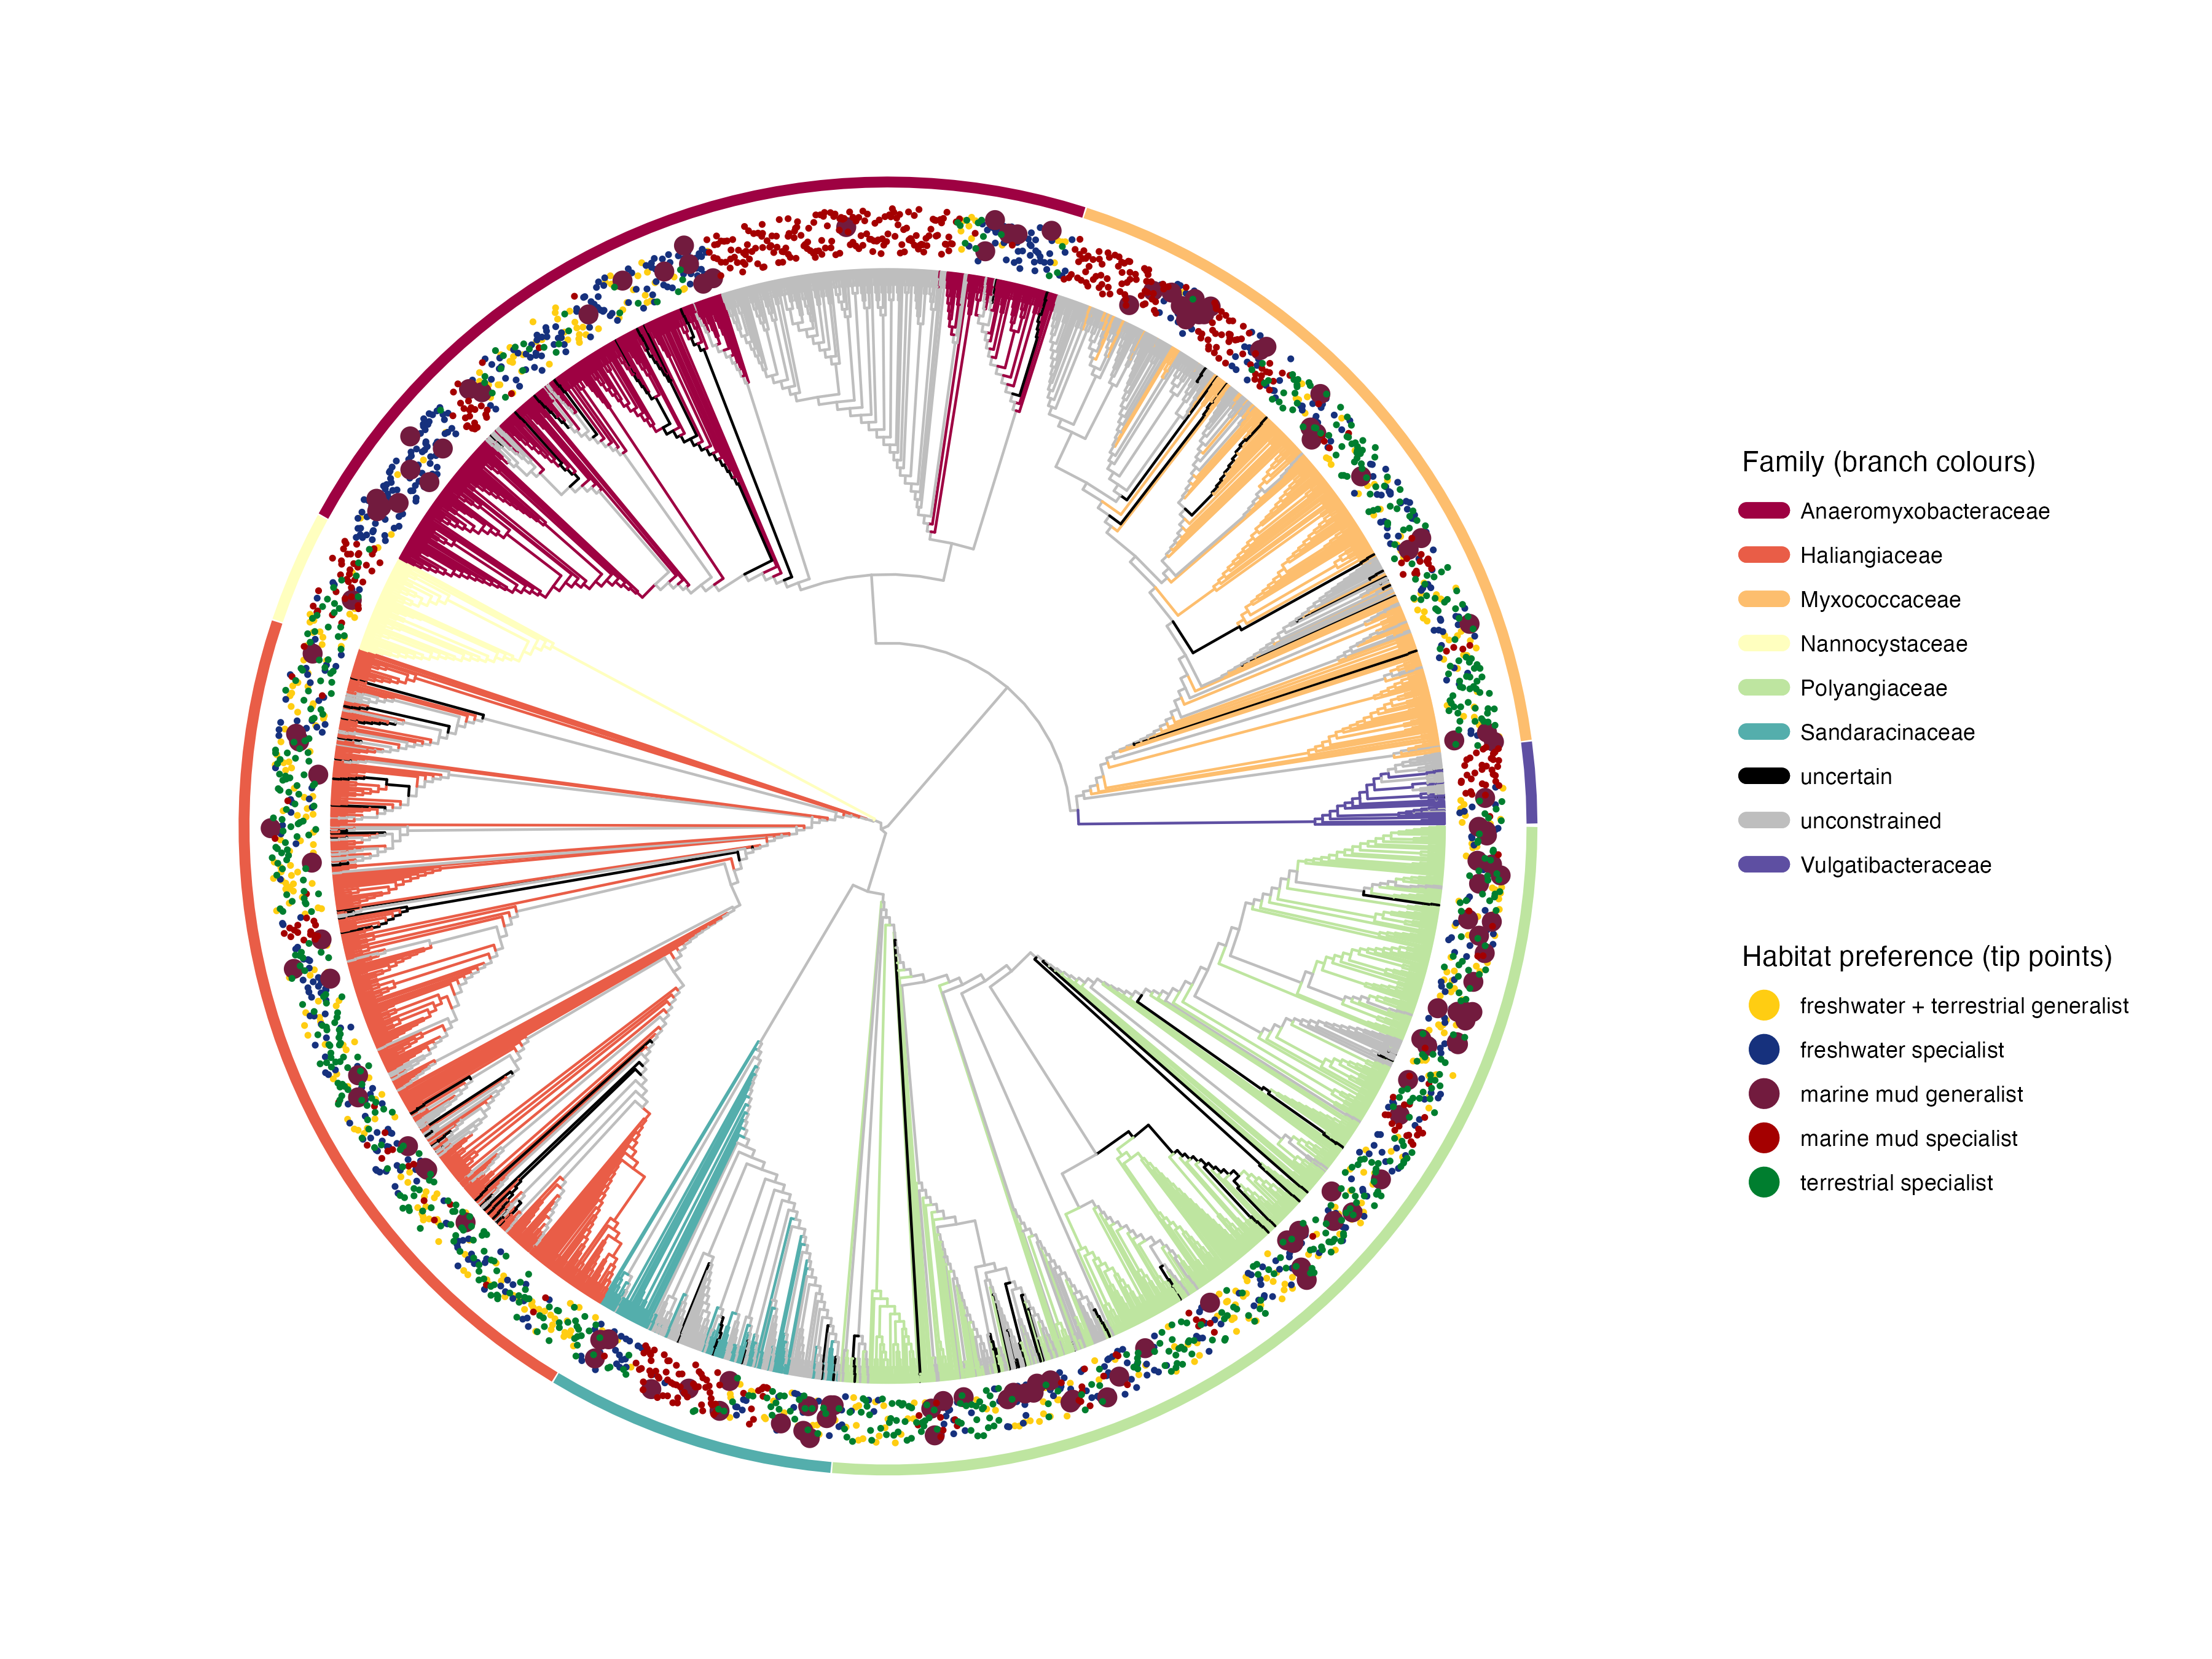 Family (branch colours)
Anaeromyxobacteraceae
Haliangiaceae
Myxococcaceae
Nannocystaceae
Polyangiaceae
Sandaracinaceae
uncertain
unconstrained
Vulgatibacteraceae
Habitat preference (tip points)
freshwater + terrestrial generalist
freshwater specialist
marine mud generalist
marine mud specialist
terrestrial specialist